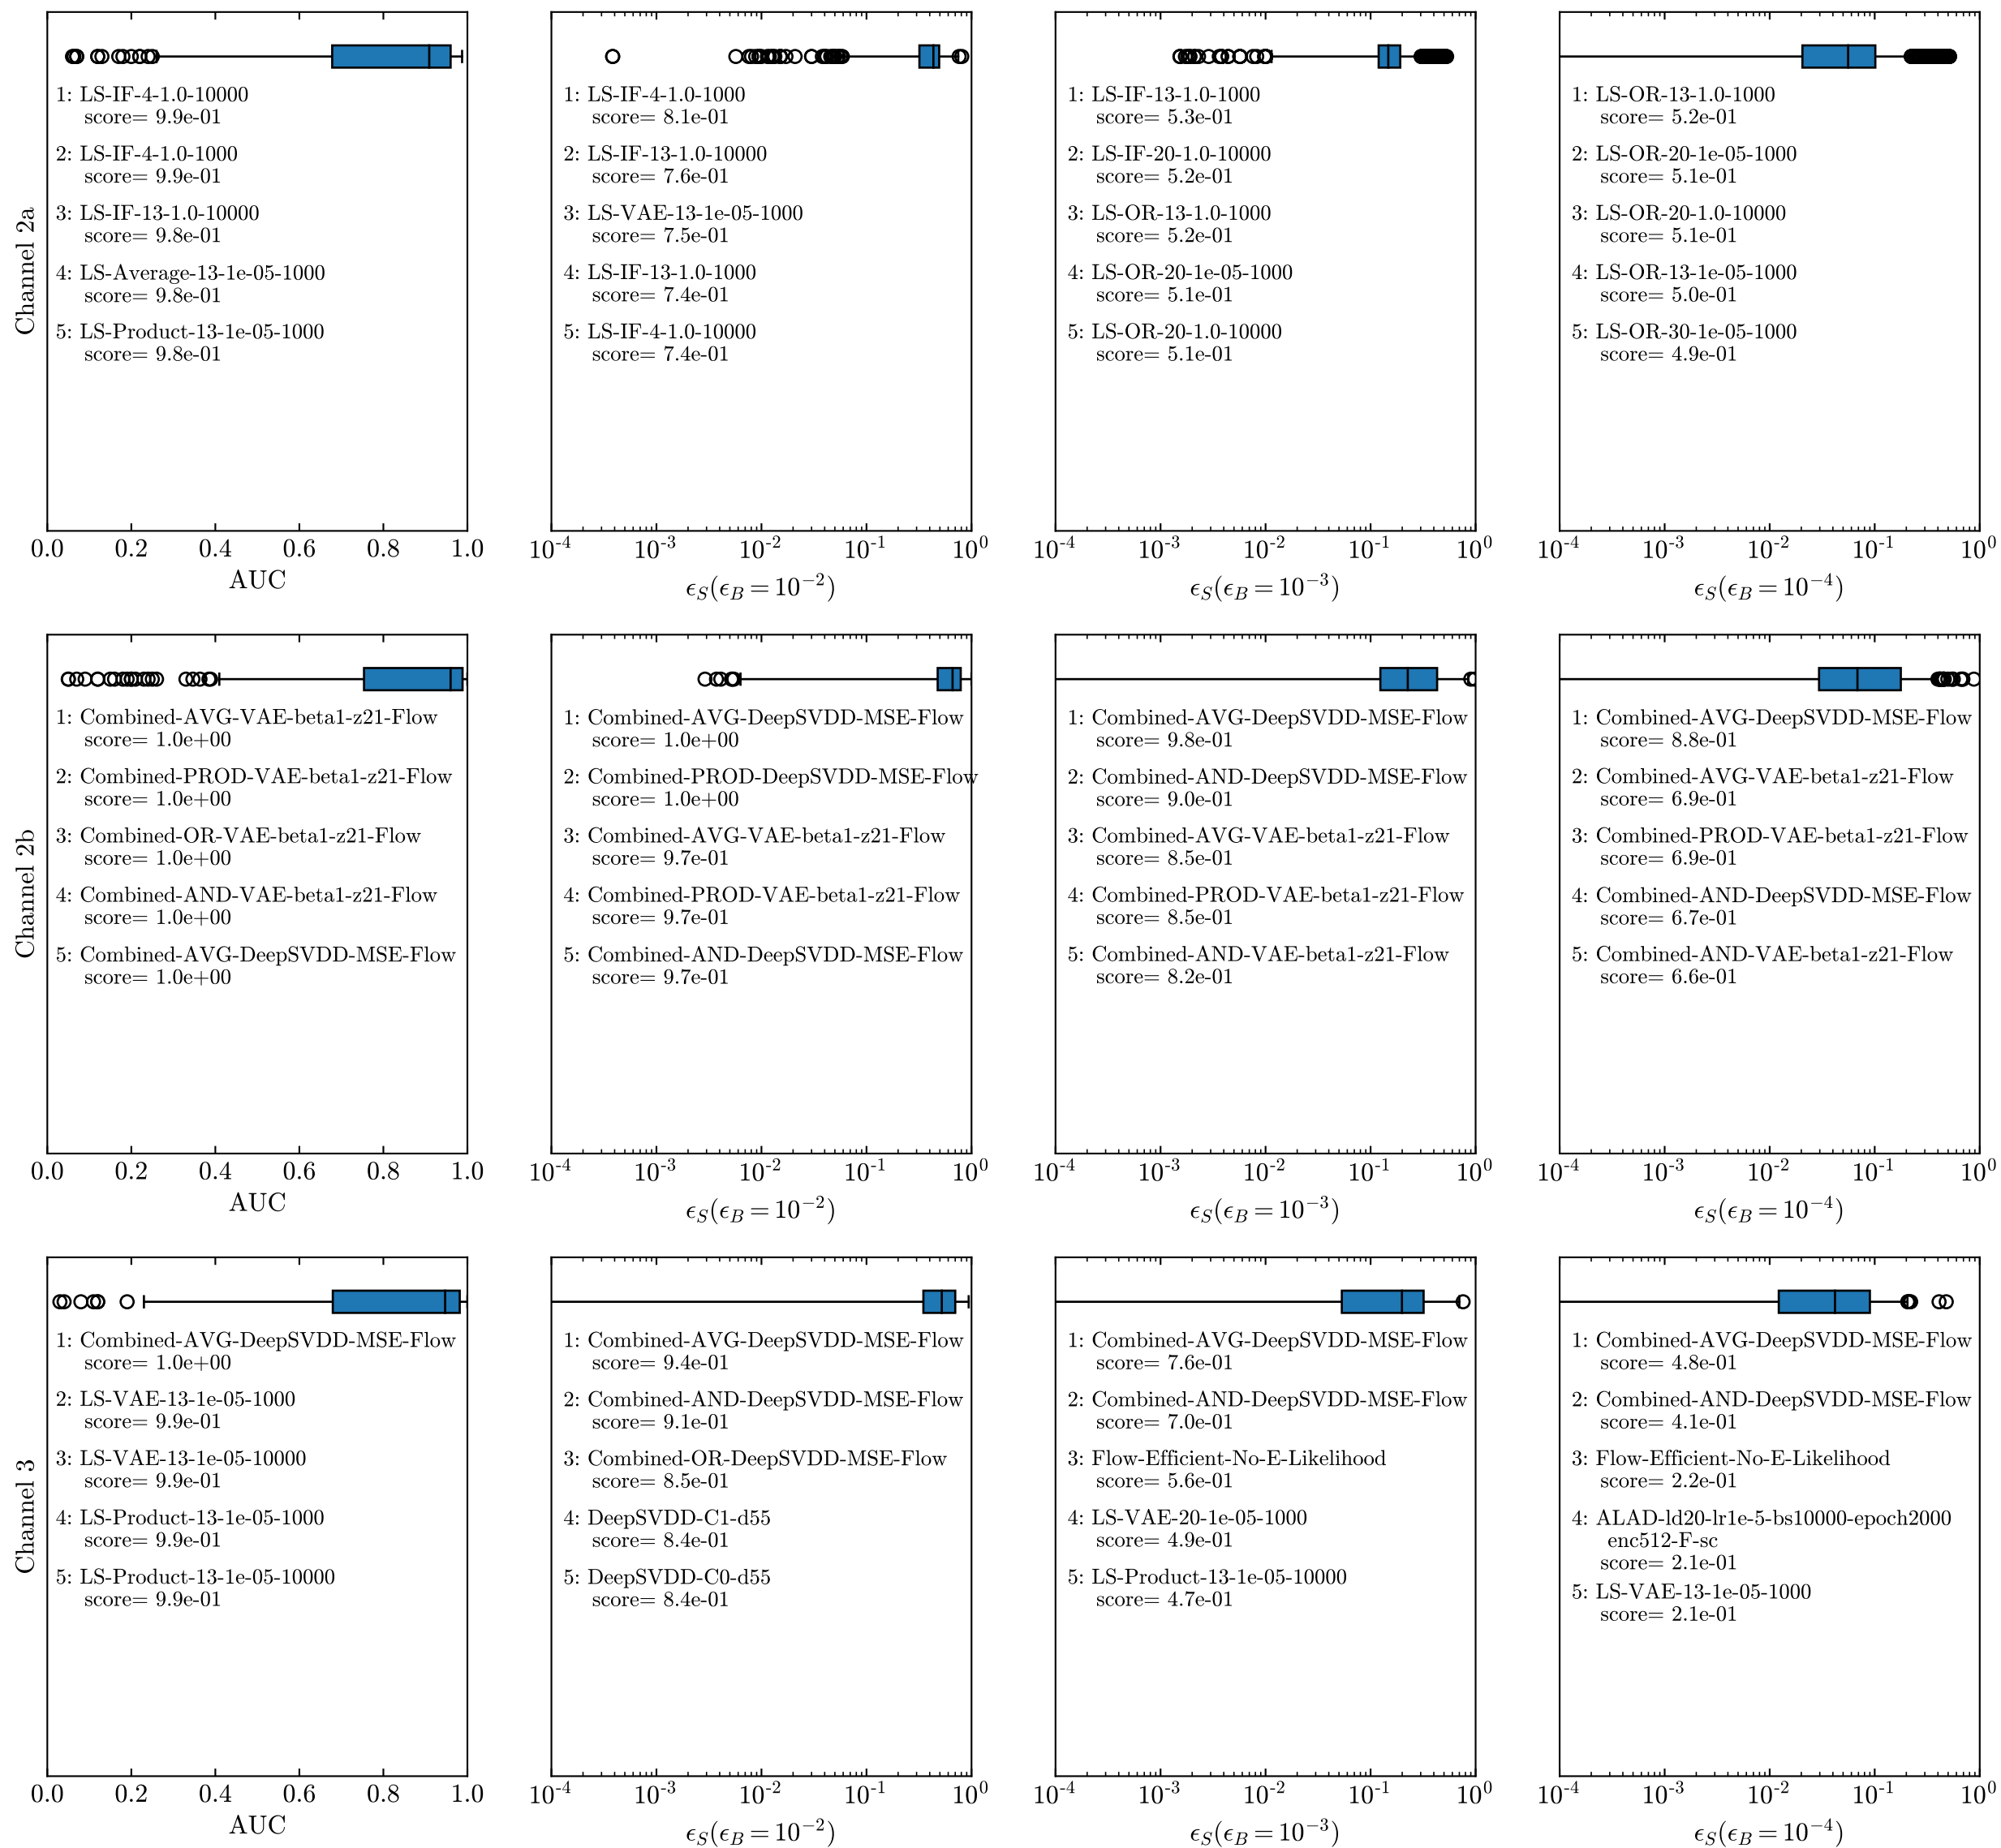 Channel 2a
1: LS-IF-4-1.0-10000
score= 9.9e-01
2: LS-IF-4-1.0-1000
score= 9.9e-01
3: LS-IF-13-1.0-10000
score= 9.8e-01
4: LS-Average-13-1e-05-1000
score= 9.8e-01
5: LS-Product-13-1e-05-1000
score= 9.8e-01
0.0 0.2 0.4 0.6 0.8 1.0
AUC
1: LS-IF-4-1.0-1000
score= 8.1e-01
2: LS-IF-13-1.0-10000
score= 7.6e-01
3: LS-VAE-13-1e-05-1000
score= 7.5e-01
4: LS-IF-13-1.0-1000
score= 7.4e-01
5: LS-IF-4-1.0-10000
score= 7.4e-01
10⁻⁴ 10⁻³ 10⁻² 10⁻¹ 10⁰
ϵ_S(ϵ_B = 10⁻²)
1: LS-IF-13-1.0-1000
score= 5.3e-01
2: LS-IF-20-1.0-10000
score= 5.2e-01
3: LS-OR-13-1.0-1000
score= 5.2e-01
4: LS-OR-20-1e-05-1000
score= 5.1e-01
5: LS-OR-20-1.0-10000
score= 5.1e-01
10⁻⁴ 10⁻³ 10⁻² 10⁻¹ 10⁰
ϵ_S(ϵ_B = 10⁻³)
1: LS-OR-13-1.0-1000
score= 5.2e-01
2: LS-OR-20-1e-05-1000
score= 5.1e-01
3: LS-OR-20-1.0-10000
score= 5.1e-01
4: LS-OR-13-1e-05-1000
score= 5.0e-01
5: LS-OR-30-1e-05-1000
score= 4.9e-01
10⁻⁴ 10⁻³ 10⁻² 10⁻¹ 10⁰
ϵ_S(ϵ_B = 10⁻⁴)
Channel 2b
1: Combined-AVG-VAE-beta1-z21-Flow
score= 1.0e+00
2: Combined-PROD-VAE-beta1-z21-Flow
score= 1.0e+00
3: Combined-OR-VAE-beta1-z21-Flow
score= 1.0e+00
4: Combined-AND-VAE-beta1-z21-Flow
score= 1.0e+00
5: Combined-AVG-DeepSVDD-MSE-Flow
score= 1.0e+00
0.0 0.2 0.4 0.6 0.8 1.0
AUC
1: Combined-AVG-DeepSVDD-MSE-Flow
score= 1.0e+00
2: Combined-PROD-DeepSVDD-MSE-Flow
score= 1.0e+00
3: Combined-AVG-VAE-beta1-z21-Flow
score= 9.7e-01
4: Combined-PROD-VAE-beta1-z21-Flow
score= 9.7e-01
5: Combined-AND-DeepSVDD-MSE-Flow
score= 9.7e-01
10⁻⁴ 10⁻³ 10⁻² 10⁻¹ 10⁰
ϵ_S(ϵ_B = 10⁻²)
1: Combined-AVG-DeepSVDD-MSE-Flow
score= 9.8e-01
2: Combined-AND-DeepSVDD-MSE-Flow
score= 9.0e-01
3: Combined-AVG-VAE-beta1-z21-Flow
score= 8.5e-01
4: Combined-PROD-VAE-beta1-z21-Flow
score= 8.5e-01
5: Combined-AND-VAE-beta1-z21-Flow
score= 8.2e-01
10⁻⁴ 10⁻³ 10⁻² 10⁻¹ 10⁰
ϵ_S(ϵ_B = 10⁻³)
1: Combined-AVG-DeepSVDD-MSE-Flow
score= 8.8e-01
2: Combined-AVG-VAE-beta1-z21-Flow
score= 6.9e-01
3: Combined-PROD-VAE-beta1-z21-Flow
score= 6.9e-01
4: Combined-AND-DeepSVDD-MSE-Flow
score= 6.7e-01
5: Combined-AND-VAE-beta1-z21-Flow
score= 6.6e-01
10⁻⁴ 10⁻³ 10⁻² 10⁻¹ 10⁰
ϵ_S(ϵ_B = 10⁻⁴)
Channel 3
1: Combined-AVG-DeepSVDD-MSE-Flow
score= 1.0e+00
2: LS-VAE-13-1e-05-1000
score= 9.9e-01
3: LS-VAE-13-1e-05-10000
score= 9.9e-01
4: LS-Product-13-1e-05-1000
score= 9.9e-01
5: LS-Product-13-1e-05-10000
score= 9.9e-01
0.0 0.2 0.4 0.6 0.8 1.0
AUC
1: Combined-AVG-DeepSVDD-MSE-Flow
score= 9.4e-01
2: Combined-AND-DeepSVDD-MSE-Flow
score= 9.1e-01
3: Combined-OR-DeepSVDD-MSE-Flow
score= 8.5e-01
4: DeepSVDD-C1-d55
score= 8.4e-01
5: DeepSVDD-C0-d55
score= 8.4e-01
10⁻⁴ 10⁻³ 10⁻² 10⁻¹ 10⁰
ϵ_S(ϵ_B = 10⁻²)
1: Combined-AVG-DeepSVDD-MSE-Flow
score= 7.6e-01
2: Combined-AND-DeepSVDD-MSE-Flow
score= 7.0e-01
3: Flow-Efficient-No-E-Likelihood
score= 5.6e-01
4: LS-VAE-20-1e-05-1000
score= 4.9e-01
5: LS-Product-13-1e-05-10000
score= 4.7e-01
10⁻⁴ 10⁻³ 10⁻² 10⁻¹ 10⁰
ϵ_S(ϵ_B = 10⁻³)
1: Combined-AVG-DeepSVDD-MSE-Flow
score= 4.8e-01
2: Combined-AND-DeepSVDD-MSE-Flow
score= 4.1e-01
3: Flow-Efficient-No-E-Likelihood
score= 2.2e-01
4: ALAD-ld20-lr1e-5-bs10000-epoch2000
enc512-F-sc
score= 2.1e-01
5: LS-VAE-13-1e-05-1000
score= 2.1e-01
10⁻⁴ 10⁻³ 10⁻² 10⁻¹ 10⁰
ϵ_S(ϵ_B = 10⁻⁴)